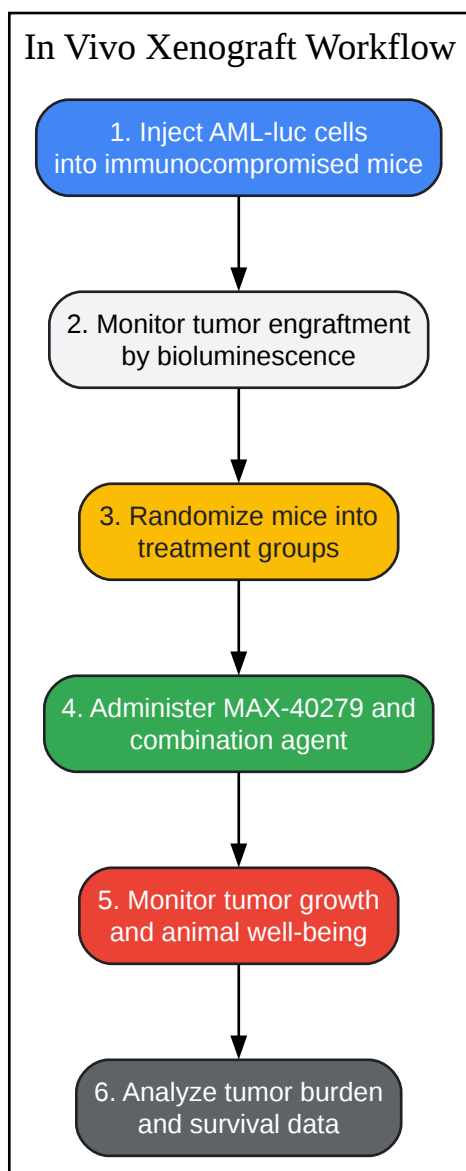 In Vivo Xenograft Workflow
1. Inject AML-luc cells
into immunocompromised mice
2. Monitor tumor engraftment
by bioluminescence
3. Randomize mice into
treatment groups
4. Administer MAX-40279 and
combination agent
5. Monitor tumor growth
and animal well-being
6. Analyze tumor burden
and survival data